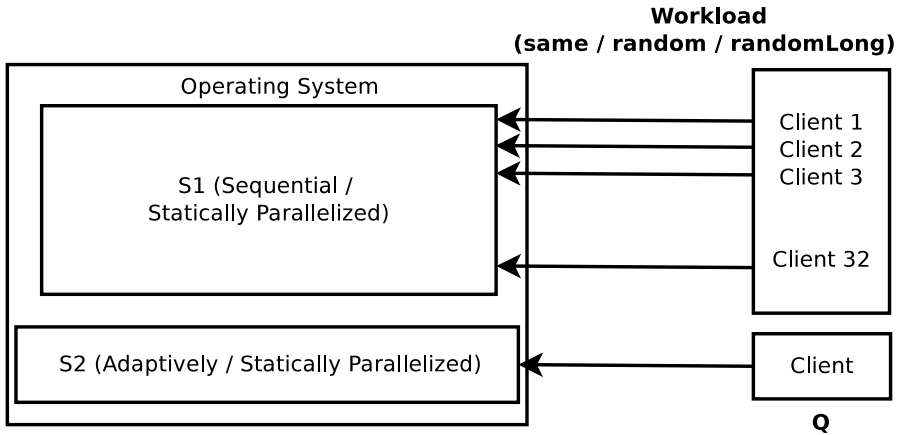 Workload
(same / random / randomLong)
Operating System
S1 (Sequential /
Statically Parallelized)
Client 1
Client 2
Client 3
Client 32
S2 (Adaptively / Statically Parallelized)
Client
Q